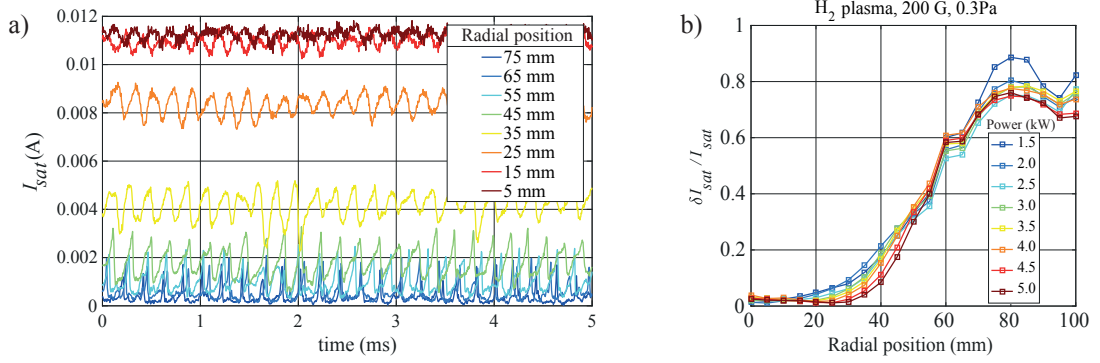 a)
I_sat (A)
0.012
0.01
0.008
0.006
0.004
0.002
0
0 1 2 3 4 5
time (ms)
Radial position
75 mm
65 mm
55 mm
45 mm
35 mm
25 mm
15 mm
5 mm
b)
H₂ plasma, 200 G, 0.3Pa
δI_sat / I_sat
1
0.8
0.6
0.4
0.2
0
0 20 40 60 80 100
Radial position (mm)
Power (kW)
1.5
2.0
2.5
3.0
3.5
4.0
4.5
5.0